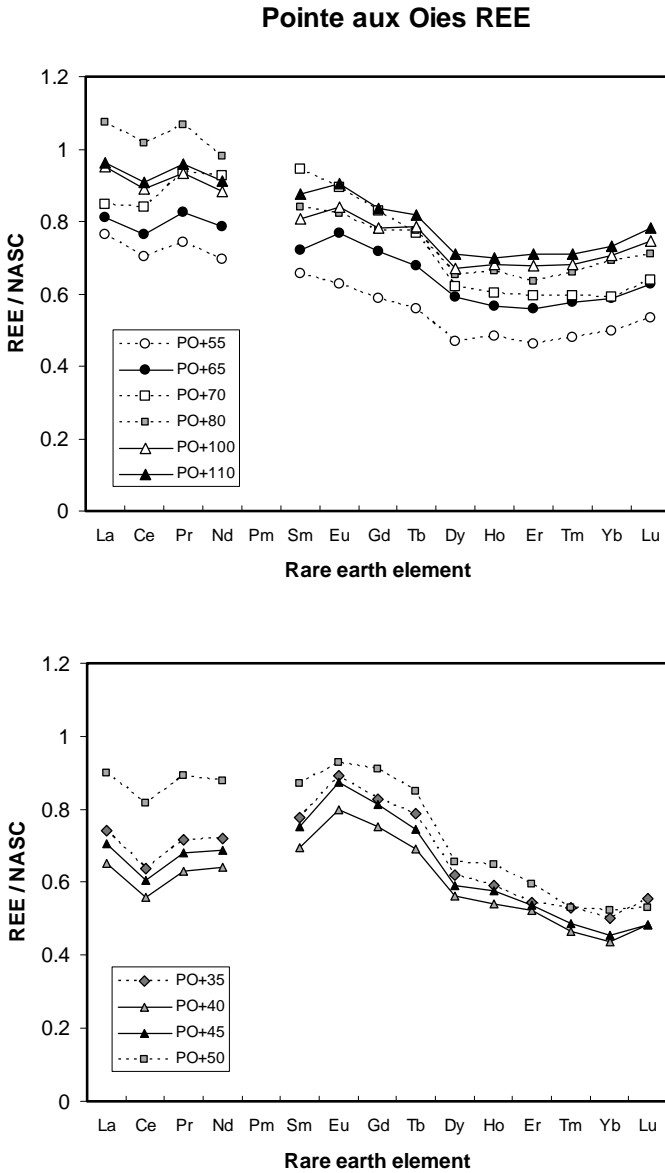 Pointe aux Oies REE
1.2
1
0.8
0.6
0.4
0.2
0
REE / NASC
PO+55
PO+65
PO+70
PO+80
PO+100
PO+110
La Ce Pr Nd Pm Sm Eu Gd Tb Dy Ho Er Tm Yb Lu
Rare earth element
1.2
1
0.8
0.6
0.4
0.2
0
REE / NASC
PO+35
PO+40
PO+45
PO+50
La Ce Pr Nd Pm Sm Eu Gd Tb Dy Ho Er Tm Yb Lu
Rare earth element